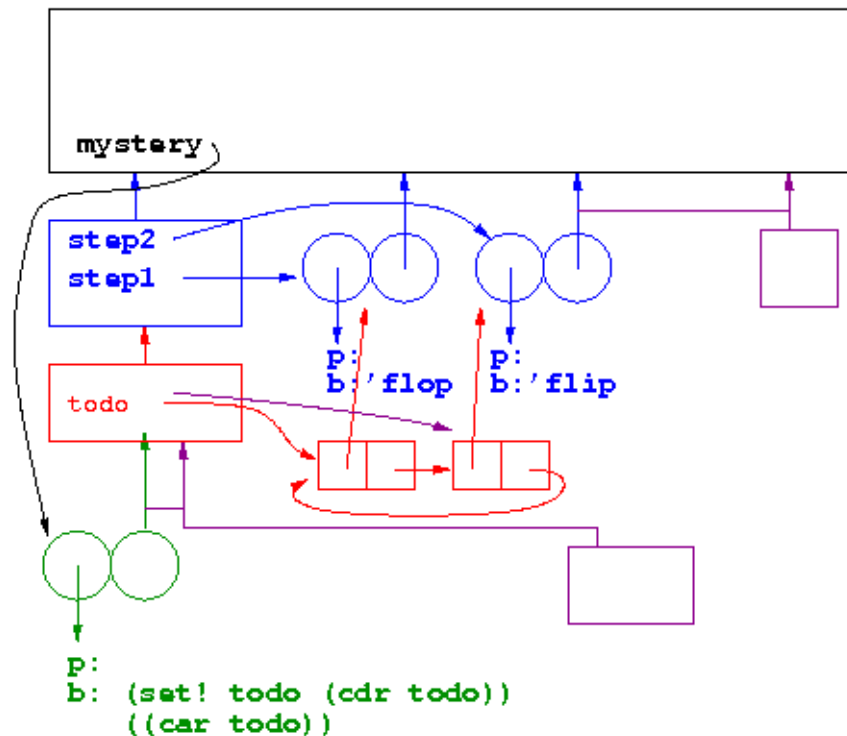 mystery
step2
step1
p:
b:'flop
p:
b:'flip
todo
p:
b: (set! todo (cdr todo))
((car todo))